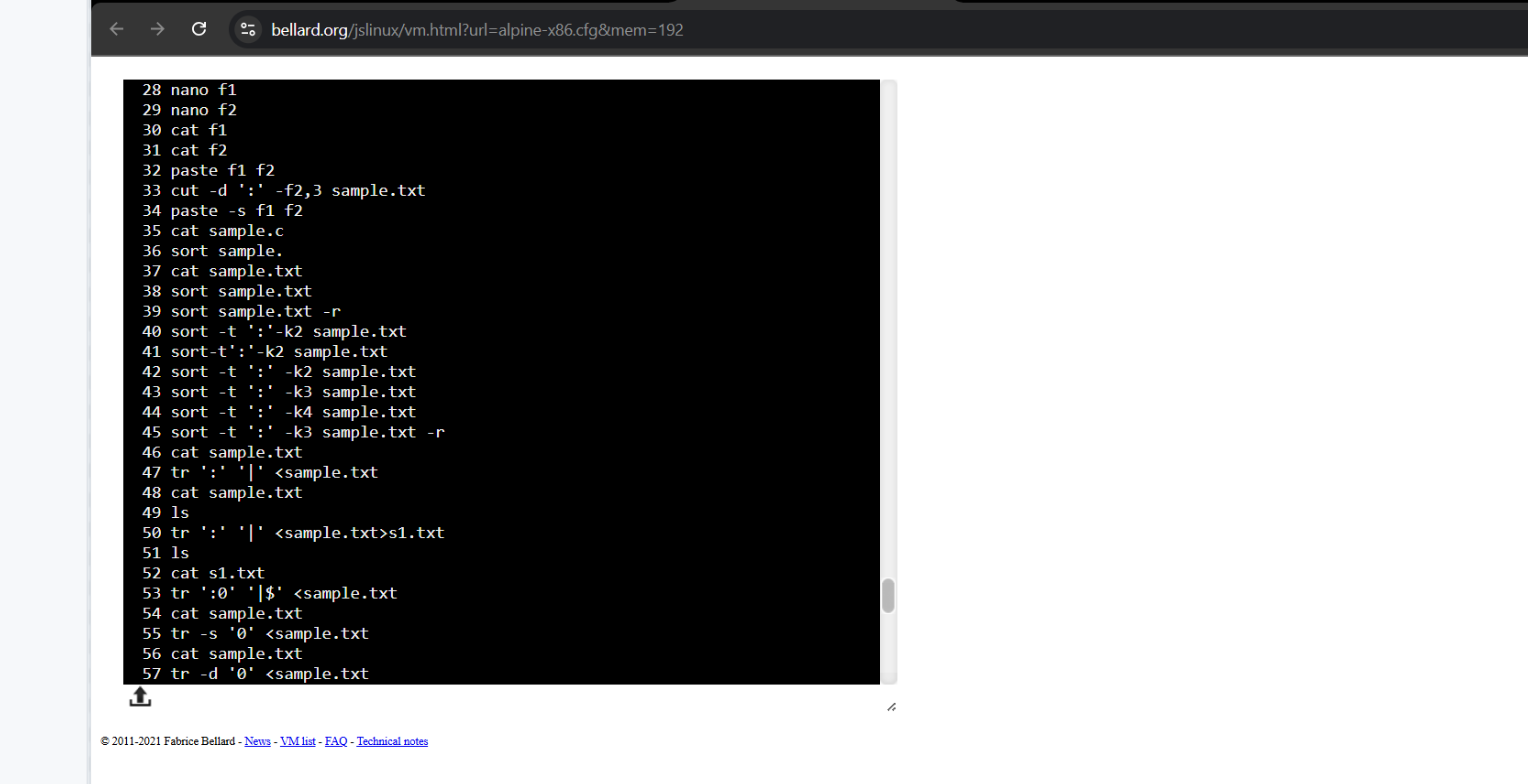 bellard.org/jslinux/vm.html?url=alpine-x86.cfg&mem=192
28 nano f1
29 nano f2
30 cat f1
31 cat f2
32 paste f1 f2
33 cut -d ':' -f2,3 sample.txt
34 paste -s f1 f2
35 cat sample.c
36 sort sample.
37 cat sample.txt
38 sort sample.txt
39 sort sample.txt -r
40 sort -t ':'-k2 sample.txt
41 sort-t':'-k2 sample.txt
42 sort -t ':' -k2 sample.txt
43 sort -t ':' -k3 sample.txt
44 sort -t ':' -k4 sample.txt
45 sort -t ':' -k3 sample.txt -r
46 cat sample.txt
47 tr ':' '|' <sample.txt
48 cat sample.txt
49 ls
50 tr ':' '|' <sample.txt>s1.txt
51 ls
52 cat s1.txt
53 tr ':0' '|$' <sample.txt
54 cat sample.txt
55 tr -s '0' <sample.txt
56 cat sample.txt
57 tr -d '0' <sample.txt
© 2011-2021 Fabrice Bellard - News - VM list - FAQ - Technical notes